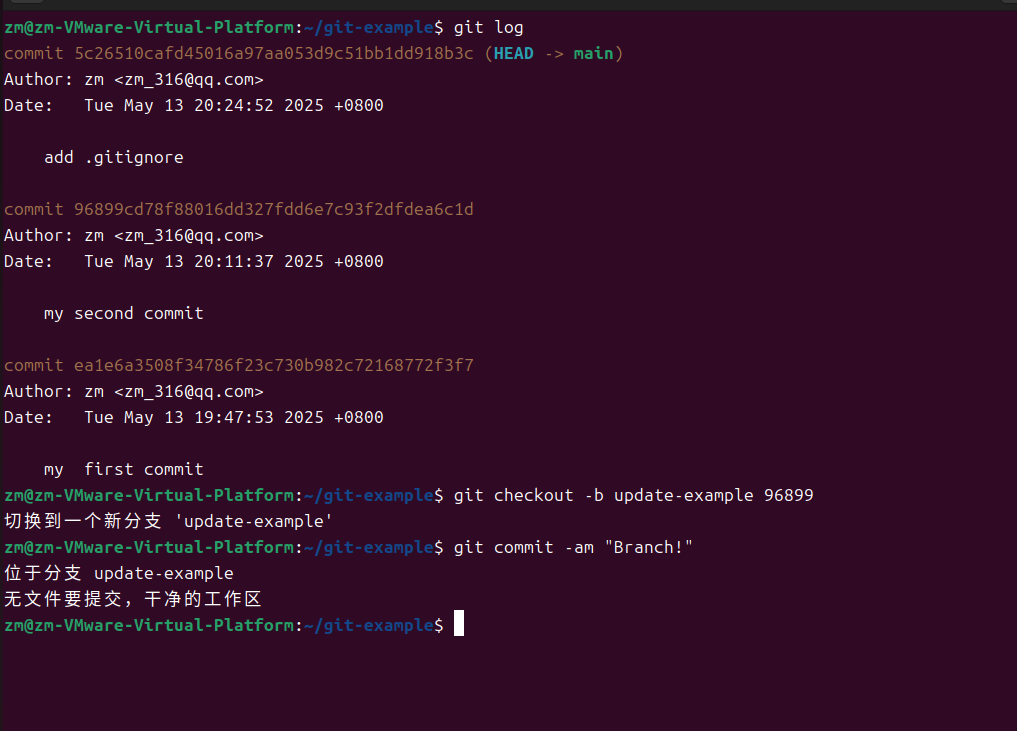 zm@zm-VMware-Virtual-Platform:~/git-example$ git log
commit 5c26510cafd45016a97aa053d9c51bb1dd918b3c (HEAD -> main)
Author: zm <zm_316@qq.com>
Date:   Tue May 13 20:24:52 2025 +0800
    add .gitignore
commit 96899cd78f88016dd327fdd6e7c93f2dfdea6c1d
Author: zm <zm_316@qq.com>
Date:   Tue May 13 20:11:37 2025 +0800
    my second commit
commit ea1e6a3508f34786f23c730b982c72168772f3f7
Author: zm <zm_316@qq.com>
Date:   Tue May 13 19:47:53 2025 +0800
    my  first commit
zm@zm-VMware-Virtual-Platform:~/git-example$ git checkout -b update-example 96899
切换到一个新分支 'update-example'
zm@zm-VMware-Virtual-Platform:~/git-example$ git commit -am "Branch!"
位于分支 update-example
无文件要提交，干净的工作区
zm@zm-VMware-Virtual-Platform:~/git-example$